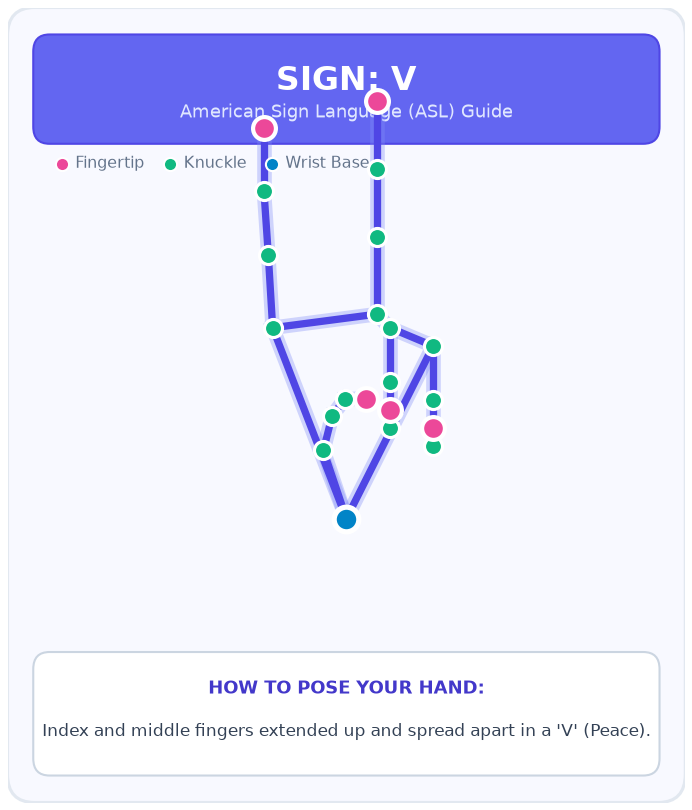 SIGN: V
American Sign Language (ASL) Guide
Fingertip Knuckle Wrist Base
HOW TO POSE YOUR HAND:
Index and middle fingers extended up and spread apart in a 'V' (Peace).